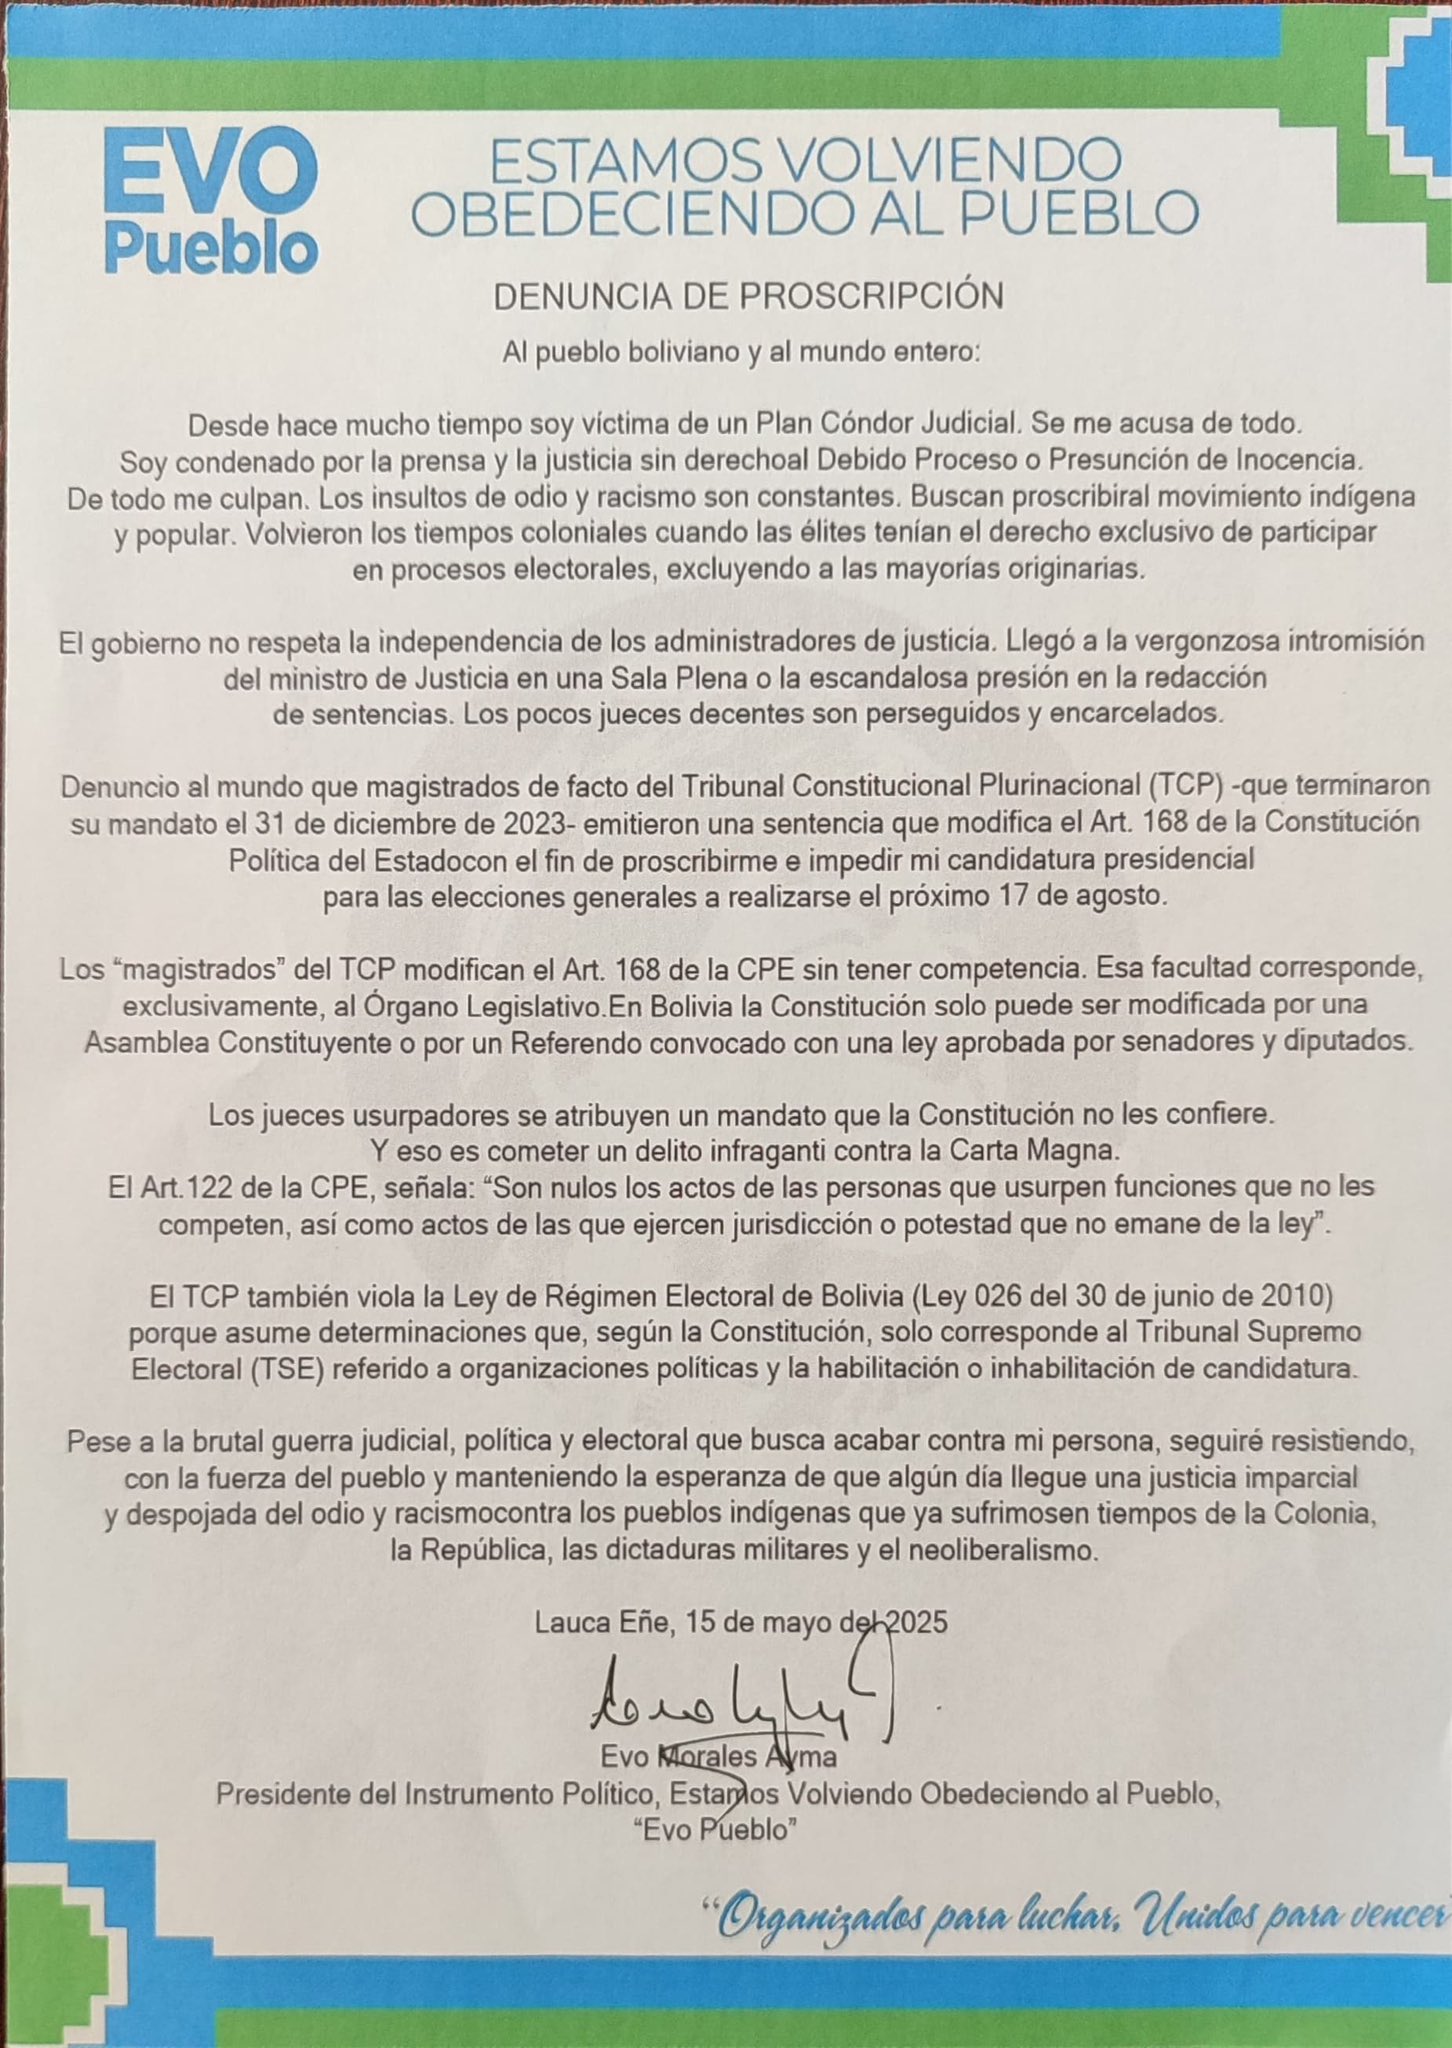 EVO
Pueblo
ESTAMOS VOLVIENDO
OBEDECIENDO AL PUEBLO
DENUNCIA DE PROSCRIPCIÓN
Al pueblo boliviano y al mundo entero:
Desde hace mucho tiempo soy víctima de un Plan Cóndor Judicial. Se me acusa de todo.
Soy condenado por la prensa y la justicia sin derechoal Debido Proceso o Presunción de Inocencia.
De todo me culpan. Los insultos de odio y racismo son constantes. Buscan proscribiral movimiento indígena
y popular. Volvieron los tiempos coloniales cuando las élites tenían el derecho exclusivo de participar
en procesos electorales, excluyendo a las mayorías originarias.
El gobierno no respeta la independencia de los administradores de justicia. Llegó a la vergonzosa intromisión
del ministro de Justicia en una Sala Plena o la escandalosa presión en la redacción
de sentencias. Los pocos jueces decentes son perseguidos y encarcelados.
Denuncio al mundo que magistrados de facto del Tribunal Constitucional Plurinacional (TCP) -que terminaron
su mandato el 31 de diciembre de 2023- emitieron una sentencia que modifica el Art. 168 de la Constitución
Política del Estadocon el fin de proscribirme e impedir mi candidatura presidencial
para las elecciones generales a realizarse el próximo 17 de agosto.
Los “magistrados” del TCP modifican el Art. 168 de la CPE sin tener competencia. Esa facultad corresponde,
exclusivamente, al Órgano Legislativo.En Bolivia la Constitución solo puede ser modificada por una
Asamblea Constituyente o por un Referendo convocado con una ley aprobada por senadores y diputados.
Los jueces usurpadores se atribuyen un mandato que la Constitución no les confiere.
Y eso es cometer un delito infraganti contra la Carta Magna.
El Art.122 de la CPE, señala: “Son nulos los actos de las personas que usurpen funciones que no les
competen, así como actos de las que ejercen jurisdicción o potestad que no emane de la ley”.
El TCP también viola la Ley de Régimen Electoral de Bolivia (Ley 026 del 30 de junio de 2010)
porque asume determinaciones que, según la Constitución, solo corresponde al Tribunal Supremo
Electoral (TSE) referido a organizaciones políticas y la habilitación o inhabilitación de candidatura.
Pese a la brutal guerra judicial, política y electoral que busca acabar contra mi persona, seguiré resistiendo,
con la fuerza del pueblo y manteniendo la esperanza de que algún día llegue una justicia imparcial
y despojada del odio y racismocontra los pueblos indígenas que ya sufrimosen tiempos de la Colonia,
la República, las dictaduras militares y el neoliberalismo.
Lauca Eñe, 15 de mayo del 2025
Evo Morales Ayma
Presidente del Instrumento Político, Estamos Volviendo Obedeciendo al Pueblo,
“Evo Pueblo”
“Organizados para luchar, Unidos para vencer